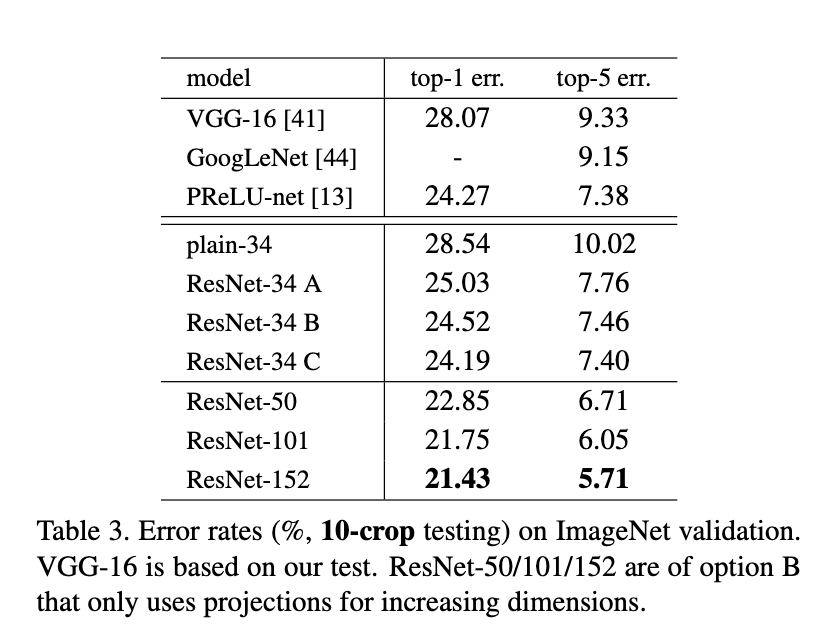 model top-1 err. top-5 err.
VGG-16 [41] 28.07 9.33
GoogLeNet [44] - 9.15
PReLU-net [13] 24.27 7.38
plain-34 28.54 10.02
ResNet-34 A 25.03 7.76
ResNet-34 B 24.52 7.46
ResNet-34 C 24.19 7.40
ResNet-50 22.85 6.71
ResNet-101 21.75 6.05
ResNet-152 21.43 5.71
Table 3. Error rates (%, 10-crop testing) on ImageNet validation.
VGG-16 is based on our test. ResNet-50/101/152 are of option B
that only uses projections for increasing dimensions.